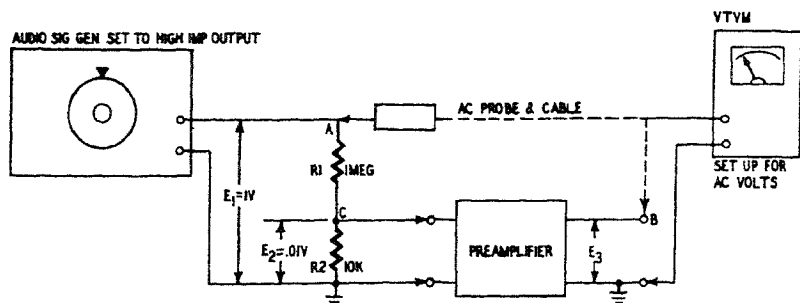 VTVM
AUDIO SIG GEN SET TO HIGH IMP OUTPUT
AC PROBE & CABLE
A
R1 1MEG
SET UP FOR
AC VOLTS
E1=1V
C
B
E2=.01V
PREAMPLIFIER
E3
R2 10K